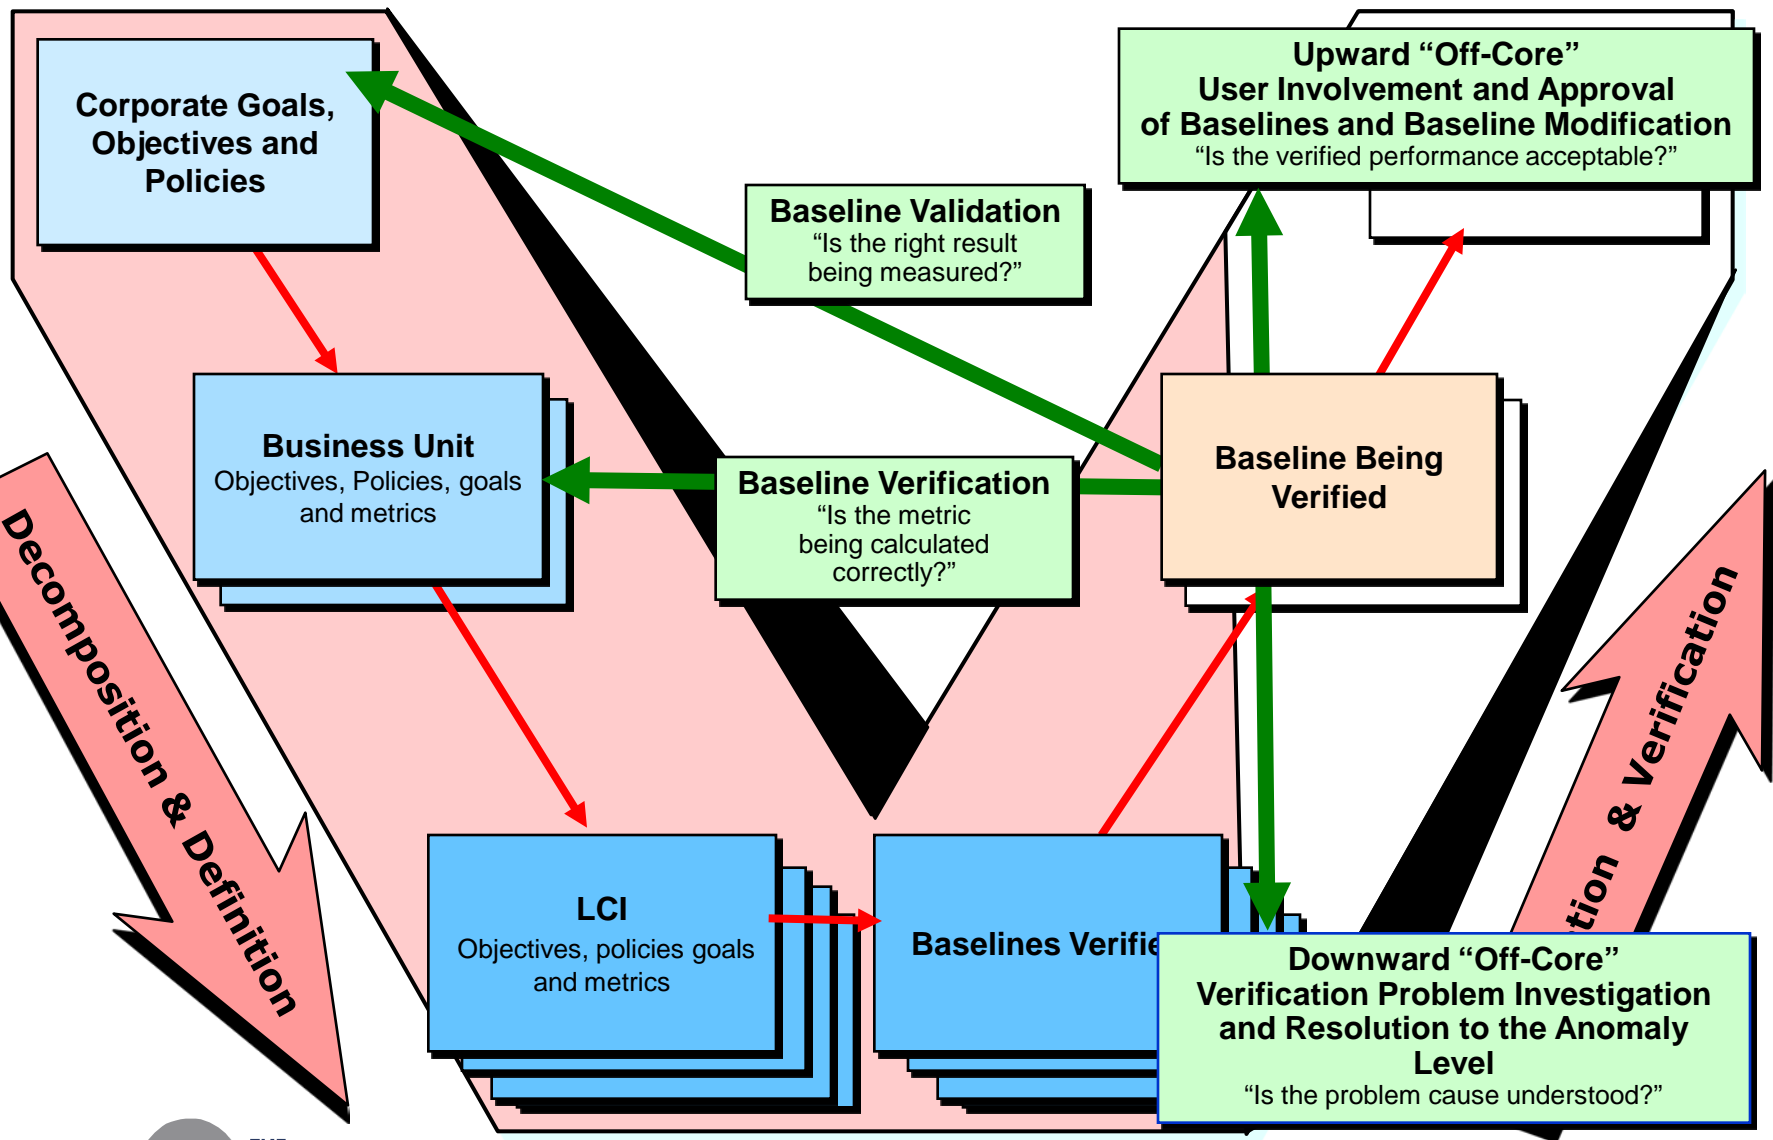 Corporate Goals,
Objectives and
Policies
Upward “Off-Core”
User Involvement and Approval
of Baselines and Baseline Modification
“Is the verified performance acceptable?”
Baseline Validation
“Is the right result
being measured?”
Business Unit
Objectives, Policies, goals
and metrics
Baseline Verification
“Is the metric
being calculated
correctly?”
Baseline Being
Verified
Decomposition & Definition
& Verification
LCI
Objectives, policies goals
and metrics
Baselines
Downward “Off-Core”
Verification Problem Investigation
and Resolution to the Anomaly
Level
“Is the problem cause understood?”